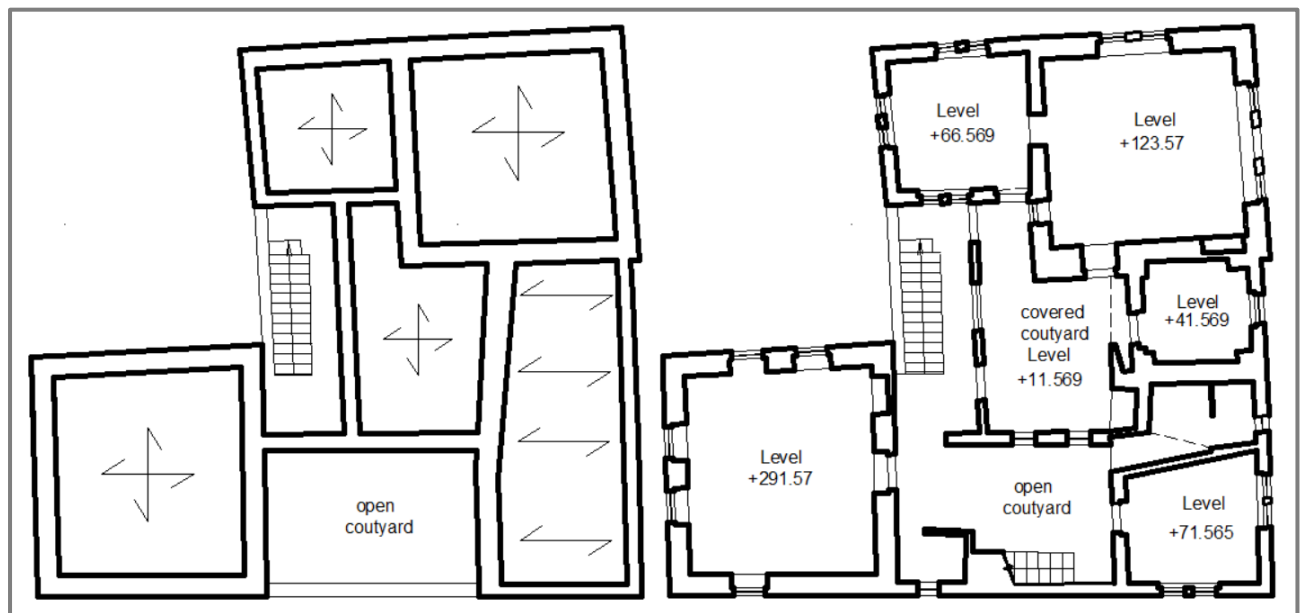 open
coutyard
Level
+66.569
Level
+123.57
covered
coutyard
Level
+11.569
Level
+41.569
Level
+291.57
open
coutyard
Level
+71.565